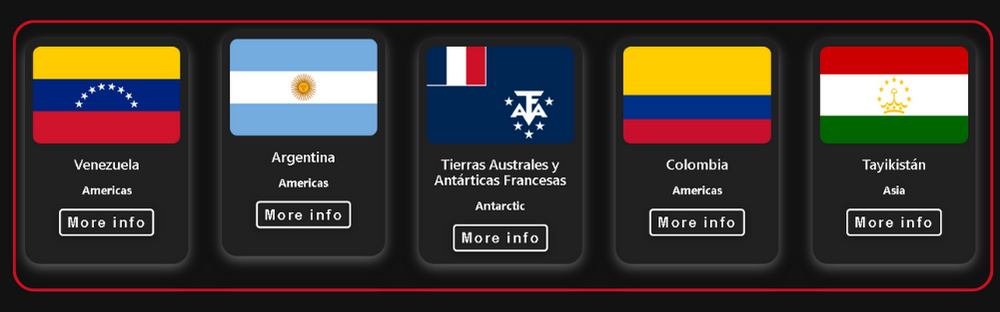 Venezuela
Americas
More info
Argentina
Americas
More info
TAAF
Tierras Australes y
Antárticas Francesas
Antarctic
More info
Colombia
Americas
More info
Tayikistán
Asia
More info